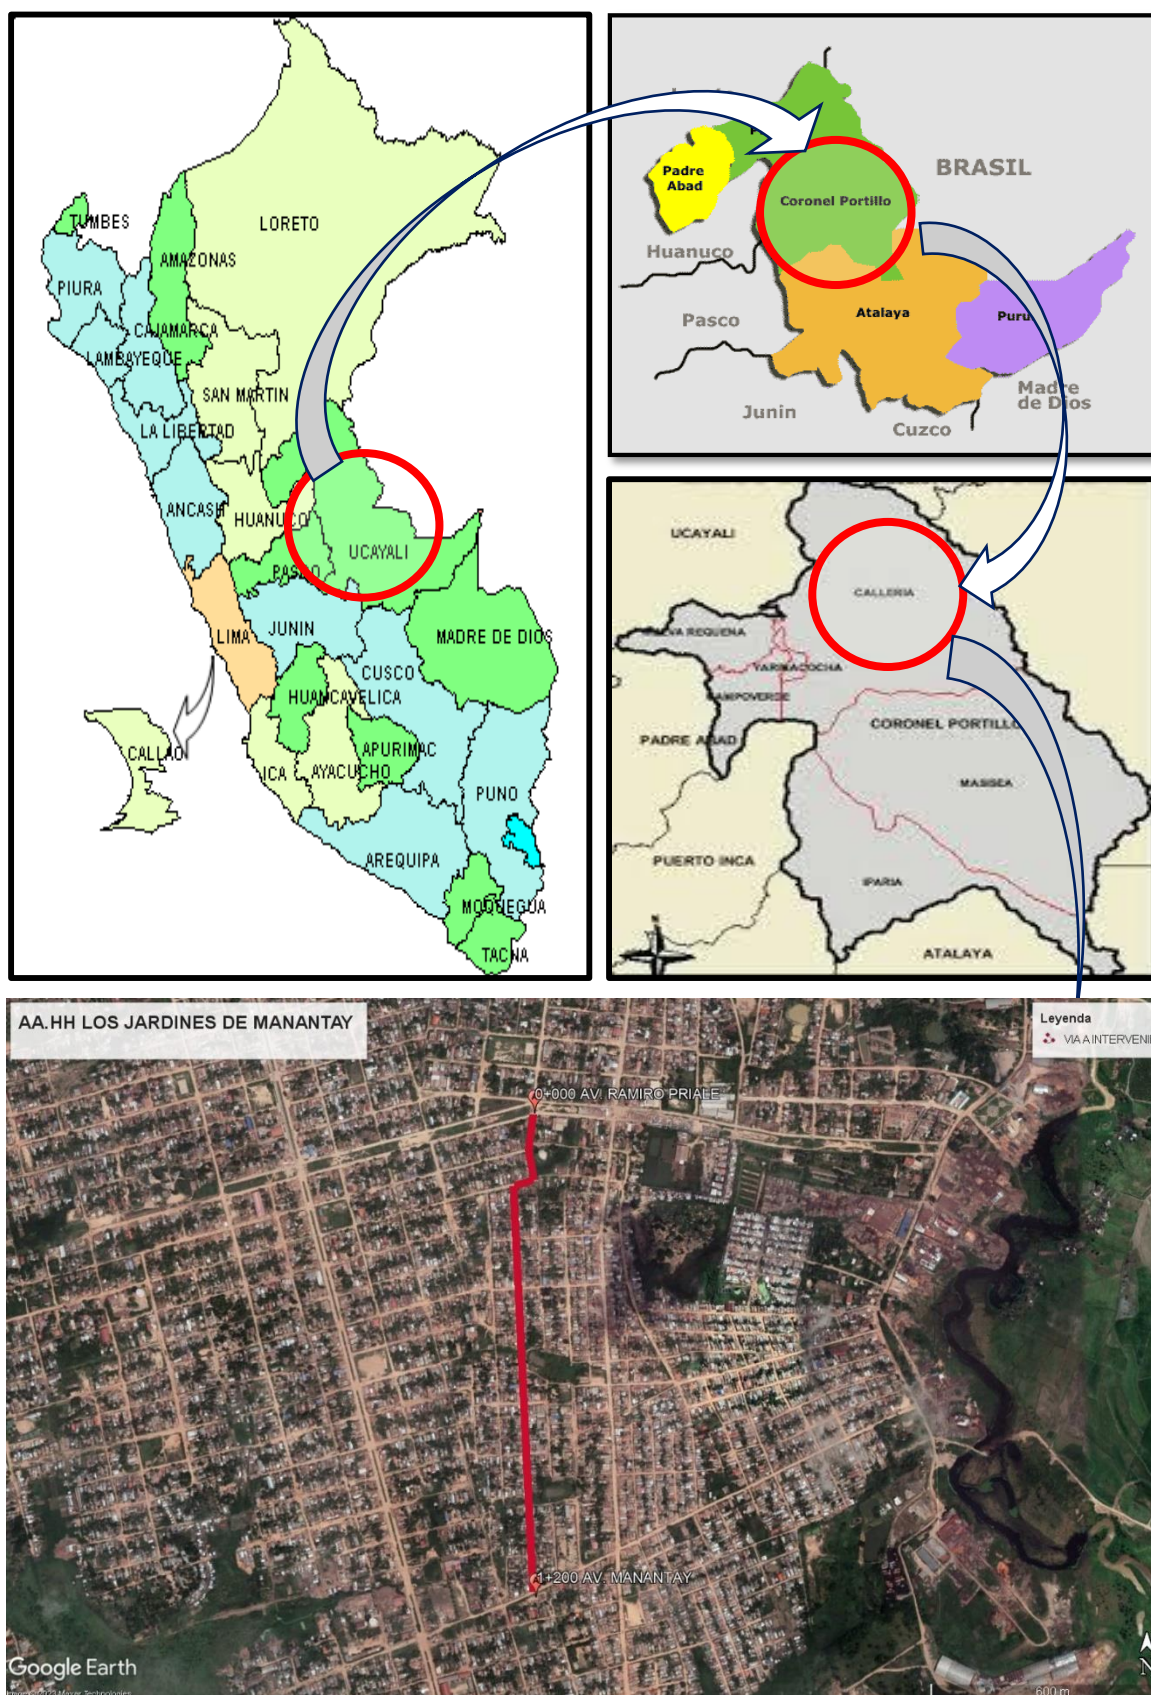 LORETO
TUMBES
AMAZONAS
PIURA
CAJAMARCA
LAMBAYEQUE
SAN MARTIN
LA LIBERTAD
ANCASH
HUANUCO
UCAYALI
PASCO
LIMA
JUNIN
MADRE DE DIOS
CUSCO
HUANCAVELICA
CALLAO
APURIMAC
ICA
AYACUCHO
PUNO
AREQUIPA
MOQUEGUA
TACNA
BRASIL
Padre
Abad
Coronel Portillo
Huanuco
Pasco
Atalaya
Puru
Junin
Madre
de Dios
Cuzco
UCAYALI
CALLERIA
YARINACOCHA
CAMPOVERDE
CORONEL PORTILLO
PADRE ABAD
MASISEA
PUERTO INCA
IPARIA
N
ATALAYA
AA.HH LOS JARDINES DE MANANTAY
Leyenda
VIA A INTERVENI
0+000 AV. RAMIRO PRIALE
1+200 AV. MANANTAY
Google Earth
N
600 m